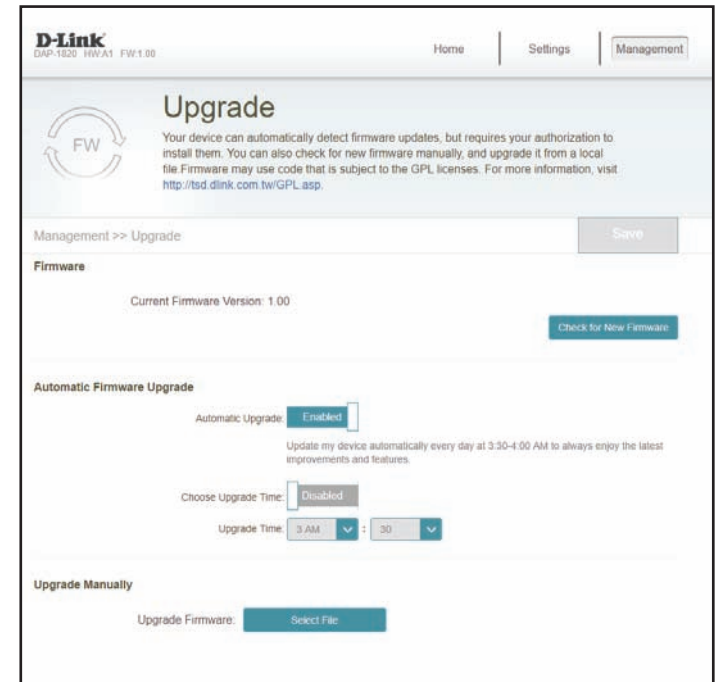 D-Link
DAP-1820 HW:A1 FW:1.00
Home
Settings
Management
FW
Upgrade
Your device can automatically detect firmware updates, but requires your authorization to
install them. You can also check for new firmware manually, and upgrade it from a local
file.Firmware may use code that is subject to the GPL licenses. For more information, visit
http://tsd.dlink.com.tw/GPL.asp.
Management >> Upgrade
Save
Firmware
Current Firmware Version: 1.00
Check for New Firmware
Automatic Firmware Upgrade
Automatic Upgrade: Enabled
Update my device automatically every day at 3:30-4:00 AM to always enjoy the latest
improvements and features.
Choose Upgrade Time: Disabled
Upgrade Time: 3 AM : 30
Upgrade Manually
Upgrade Firmware: Select File